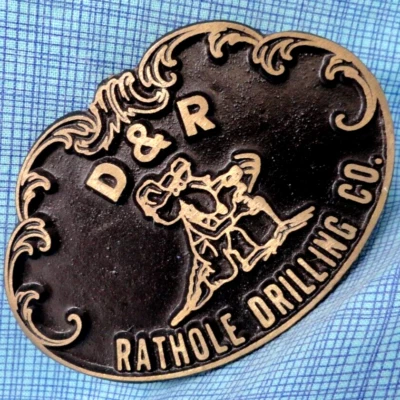 D & R
RATHOLE DRILLING CO.